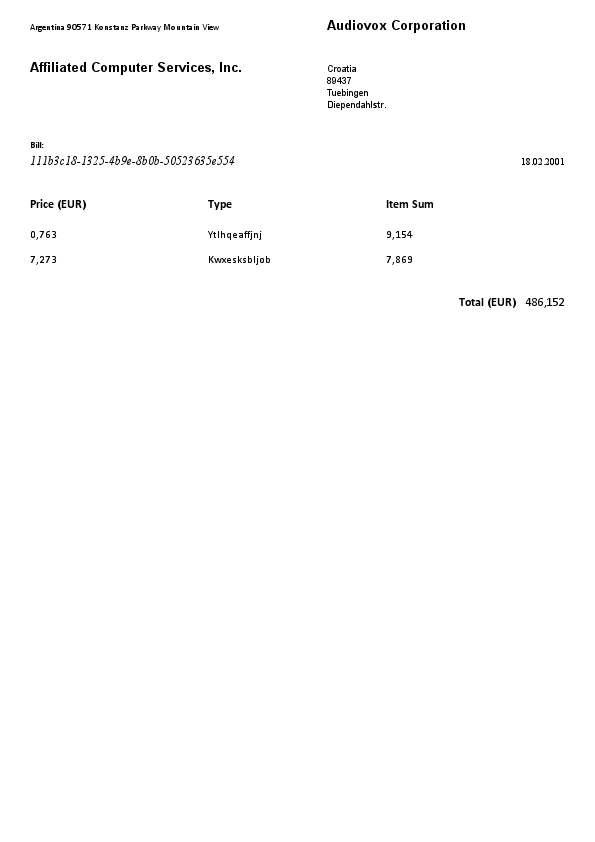 Argentina 90571 Konstanz Parkway Mountain View
Audiovox Corporation
Affiliated Computer Services, Inc.
Croatia
89437
Tuebingen
Diependahlstr.
Bill:
111b3c18-1325-4b9e-8b0b-50523635e554
18.02.2001
Price (EUR) Type Item Sum
0,763 Ytlhqeaffjnj 9,154
7,273 Kwxesksbljob 7,869
Total (EUR) 486,152